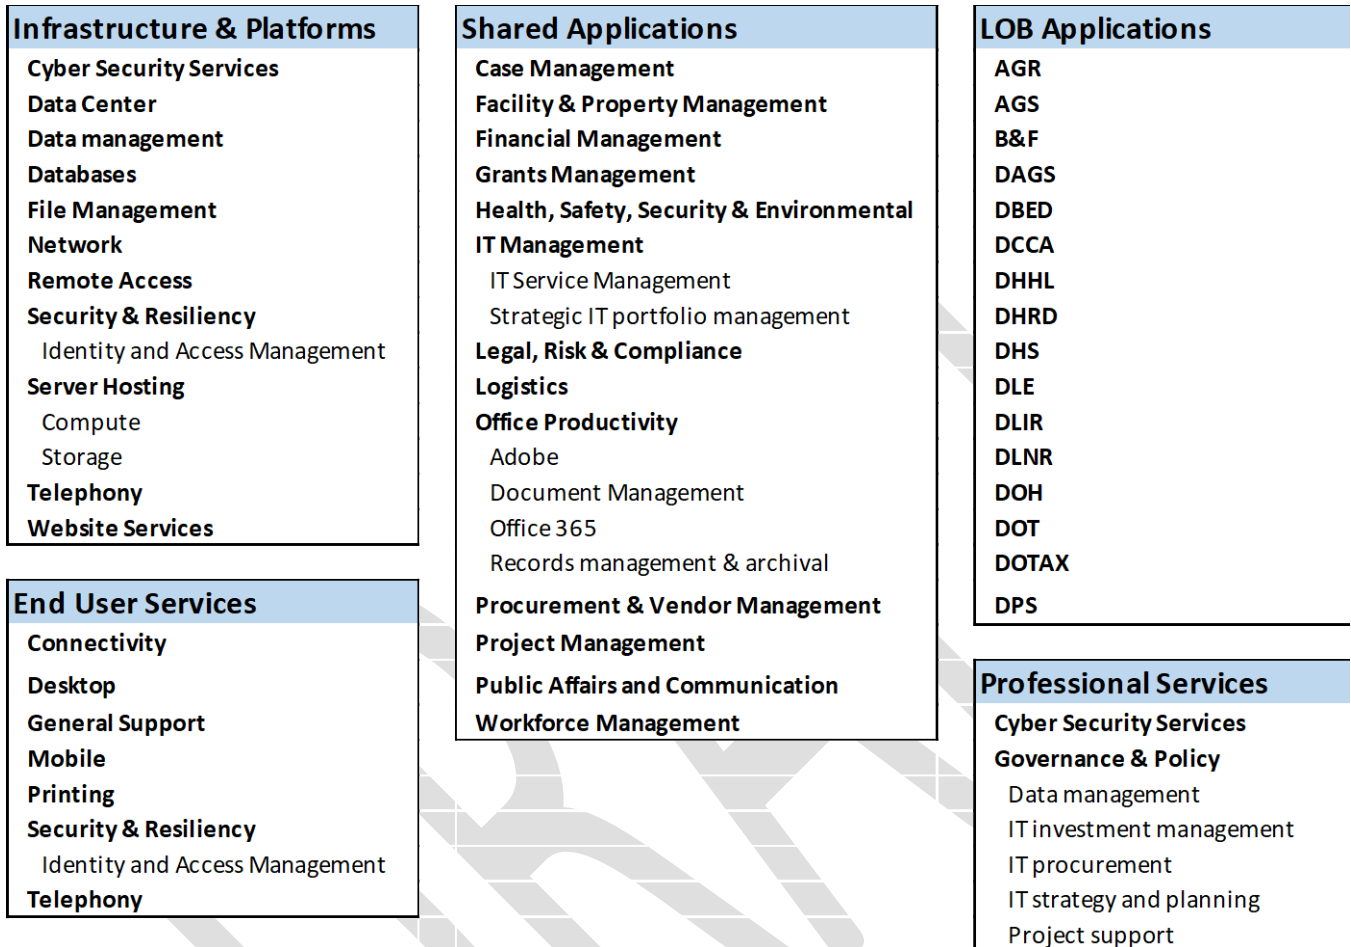 Infrastructure & Platforms
Cyber Security Services
Data Center
Data management
Databases
File Management
Network
Remote Access
Security & Resiliency
Identity and Access Management
Server Hosting
Compute
Storage
Telephony
Website Services
End User Services
Connectivity
Desktop
General Support
Mobile
Printing
Security & Resiliency
Identity and Access Management
Telephony
Shared Applications
Case Management
Facility & Property Management
Financial Management
Grants Management
Health, Safety, Security & Environmental
IT Management
IT Service Management
Strategic IT portfolio management
Legal, Risk & Compliance
Logistics
Office Productivity
Adobe
Document Management
Office 365
Records management & archival
Procurement & Vendor Management
Project Management
Public Affairs and Communication
Workforce Management
LOB Applications
AGR
AGS
B&F
DAGS
DBED
DCCA
DHHL
DHRD
DHS
DLE
DLIR
DLNR
DOH
DOT
DOTAX
DPS
Professional Services
Cyber Security Services
Governance & Policy
Data management
IT investment management
IT procurement
IT strategy and planning
Project support